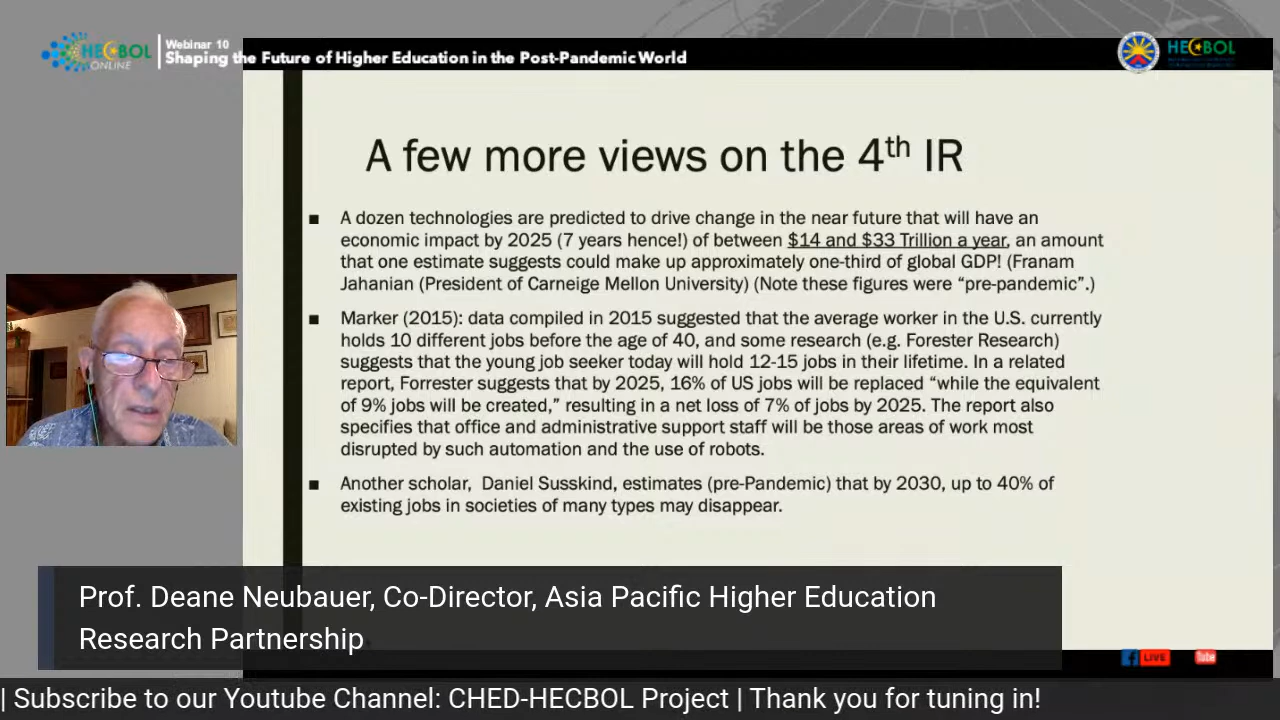 HECBOL
ONLINE
Webinar 10
Shaping the Future of Higher Education in the Post-Pandemic World
HECBOL
A few more views on the 4th IR
■ A dozen technologies are predicted to drive change in the near future that will have an
economic impact by 2025 (7 years hence!) of between $14 and $33 Trillion a year, an amount
that one estimate suggests could make up approximately one-third of global GDP! (Franam
Jahanian (President of Carneige Mellon University) (Note these figures were “pre-pandemic”.)
■ Marker (2015): data compiled in 2015 suggested that the average worker in the U.S. currently
holds 10 different jobs before the age of 40, and some research (e.g. Forester Research)
suggests that the young job seeker today will hold 12-15 jobs in their lifetime. In a related
report, Forrester suggests that by 2025, 16% of US jobs will be replaced “while the equivalent
of 9% jobs will be created,” resulting in a net loss of 7% of jobs by 2025. The report also
specifies that office and administrative support staff will be those areas of work most
disrupted by such automation and the use of robots.
■ Another scholar, Daniel Susskind, estimates (pre-Pandemic) that by 2030, up to 40% of
existing jobs in societies of many types may disappear.
Prof. Deane Neubauer, Co-Director, Asia Pacific Higher Education
Research Partnership
f LIVE
Tube
| Subscribe to our Youtube Channel: CHED-HECBOL Project | Thank you for tuning in!